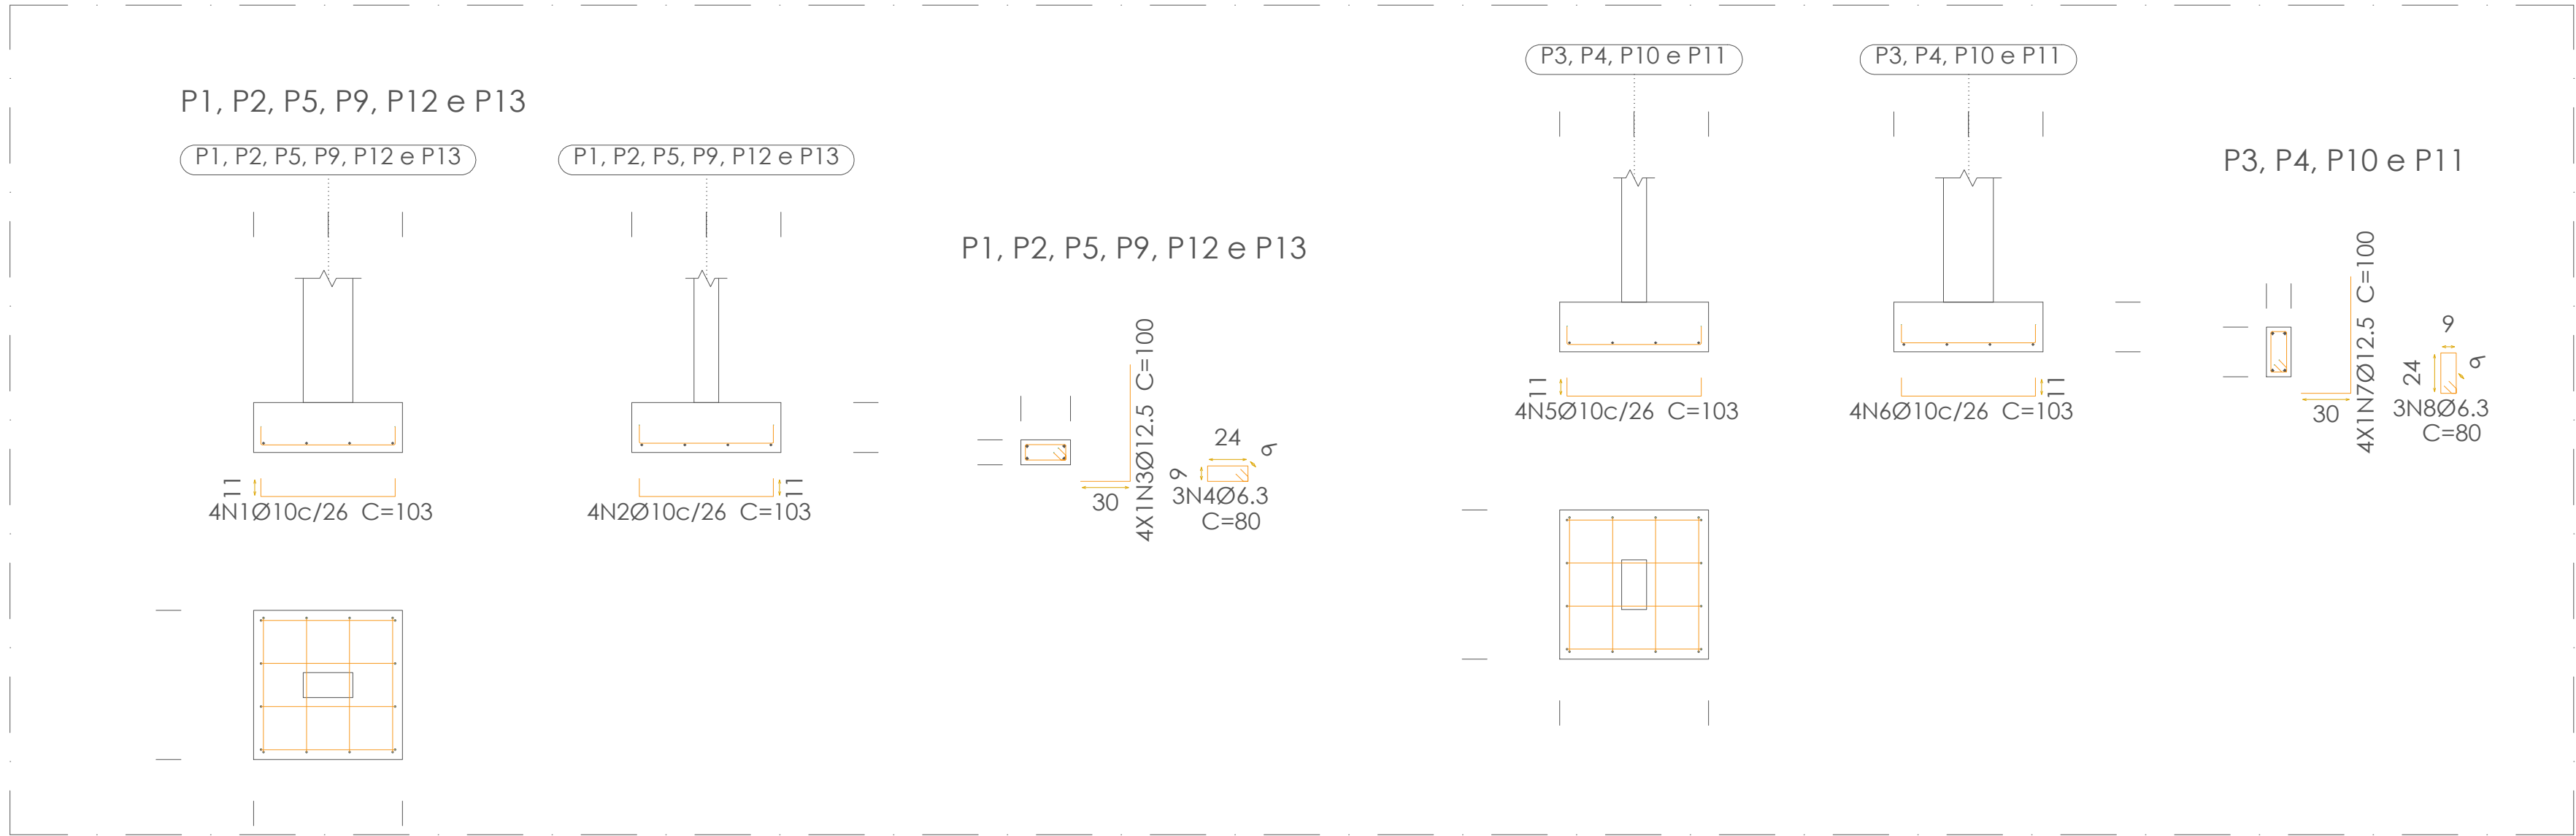 P1, P2, P5, P9, P12 e P13
P1, P2, P5, P9, P12 e P13
11
4N1Ø10c/26 C=103
P1, P2, P5, P9, P12 e P13
11
4N2Ø10c/26 C=103
P1, P2, P5, P9, P12 e P13
30
4X1N3Ø12.5 C=100
24
9
6
3N4Ø6.3
C=80
P3, P4, P10 e P11
11
4N5Ø10c/26 C=103
P3, P4, P10 e P11
11
4N6Ø10c/26 C=103
P3, P4, P10 e P11
30
4X1N7Ø12.5 C=100
9
24
6
3N8Ø6.3
C=80